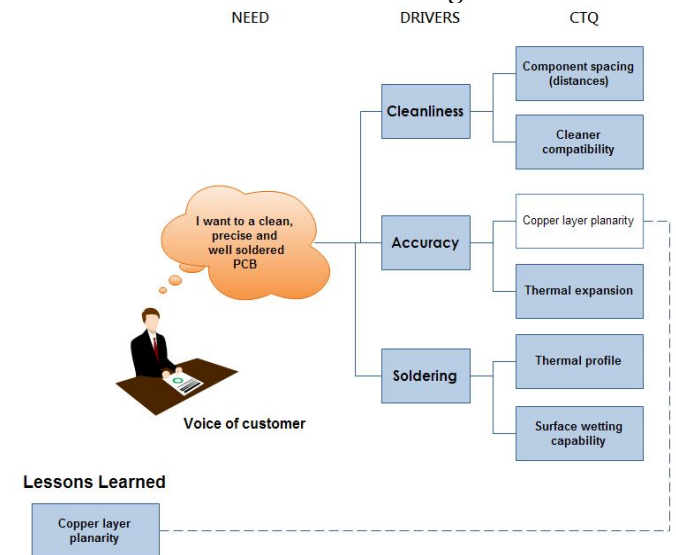 NEED
DRIVERS
CTQ
Component spacing
(distances)
Cleanliness
Cleaner
compatibility
I want to a clean,
precise and
well soldered
PCB
Copper layer planarity
Accuracy
Thermal expansion
Thermal profile
Soldering
Surface wetting
capability
Voice of customer
Lessons Learned
Copper layer
planarity